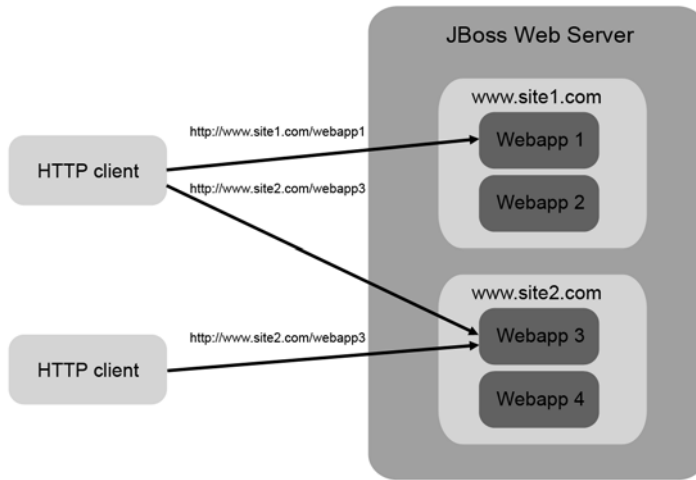 JBoss Web Server
www.site1.com
http://www.site1.com/webapp1
Webapp 1
HTTP client
http://www.site2.com/webapp3
Webapp 2
www.site2.com
http://www.site2.com/webapp3
Webapp 3
HTTP client
Webapp 4